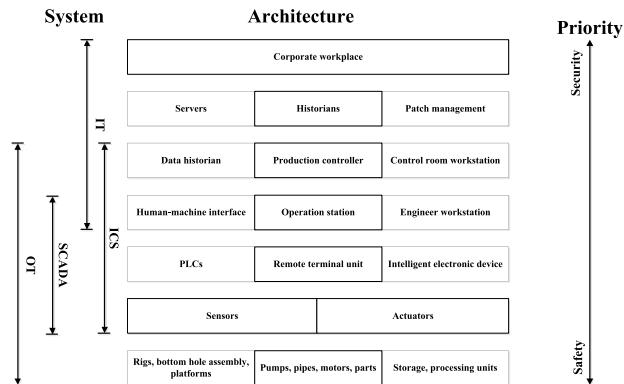 System
Architecture
Priority
Corporate workplace
Servers
Historians
Patch management
Data historian
Production controller
Control room workstation
Human-machine interface
Operation station
Engineer workstation
PLCs
Remote terminal unit
Intelligent electronic device
Sensors
Actuators
Rigs, bottom hole assembly,
platforms
Pumps, pipes, motors, parts
Storage, processing units
OT
SCADA
IT
ICS
Security
Safety